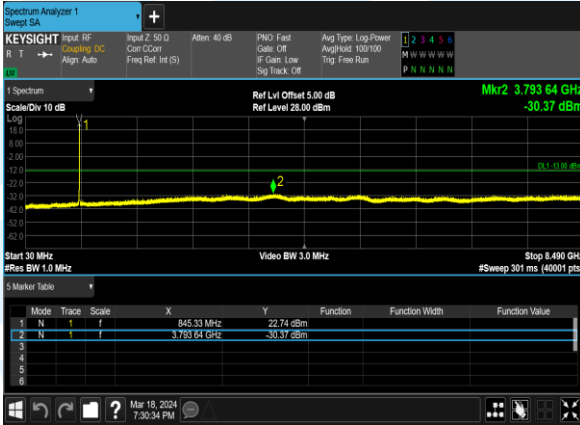 Spectrum Analyzer 1
Swept SA
+
KEYSIGHT Input: RF Input Z: 50 Ω Atten: 40 dB PNO: Fast Avg Type: Log-Power 1 2 3 4 5 6
R T Coupling: DC Corr CCorr Gate: Off Avg|Hold: 100/100 M W W W W W
Align: Auto Freq Ref: Int (S) IF Gain: Low Trig: Free Run
LNI Sig Track: Off P N N N N N
1 Spectrum Ref Lvl Offset 5.00 dB Mkr2 3.793 64 GHz
Scale/Div 10 dB Ref Level 28.00 dBm -30.37 dBm
Log
18.0 1
8.00
-2.00
-12.0 DL1 -13.00 dBm
-22.0 2
-32.0
-42.0
-52.0
-62.0
Start 30 MHz Video BW 3.0 MHz Stop 8.490 GHz
#Res BW 1.0 MHz #Sweep 301 ms (40001 pts
5 Marker Table
Mode Trace Scale X Y Function Function Width Function Value
1 N 1 f 845.33 MHz 22.74 dBm
2 N 1 f 3.793 64 GHz -30.37 dBm
3
4
5
6
? Mar 18, 2024
7:30:34 PM